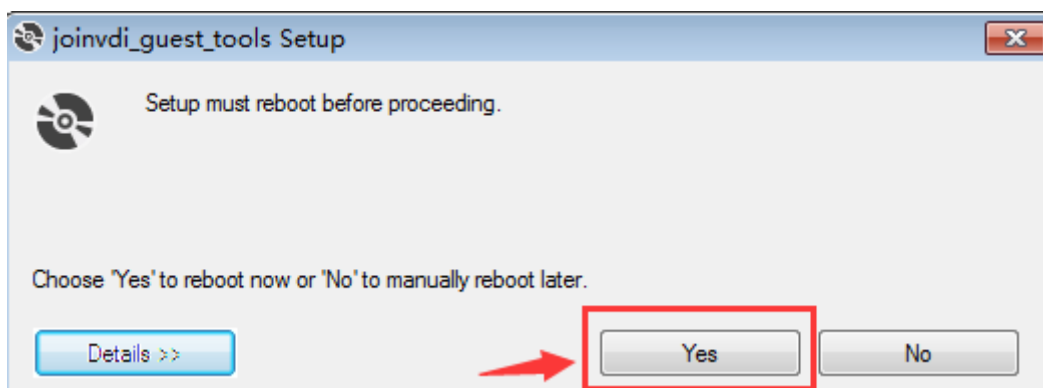 joinvdi_guest_tools Setup
Setup must reboot before proceeding.
Choose 'Yes' to reboot now or 'No' to manually reboot later.
Details >>
Yes
No